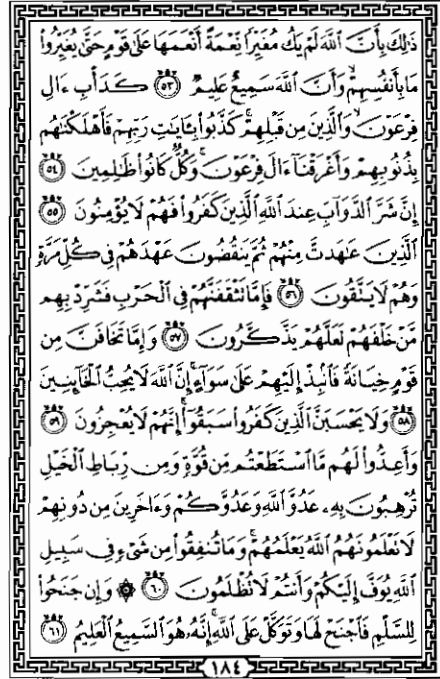 ذَٰلِكَ بِأَنَّ ٱللَّهَ لَمْ يَكُ مُغَيِّرًا نِّعْمَةً أَنْعَمَهَا عَلَىٰ قَوْمٍ حَتَّىٰ يُغَيِّرُوا۟
مَا بِأَنفُسِهِمْ ۙ وَأَنَّ ٱللَّهَ سَمِيعٌ عَلِيمٌ ٥٣ كَدَأْبِ ءَالِ
فِرْعَوْنَ ۙ وَٱلَّذِينَ مِن قَبْلِهِمْ ۚ كَذَّبُوا۟ بِـَٔايَـٰتِ رَبِّهِمْ فَأَهْلَكْنَـٰهُم
بِذُنُوبِهِمْ وَأَغْرَقْنَآ ءَالَ فِرْعَوْنَ ۚ وَكُلٌّ كَانُوا۟ ظَـٰلِمِينَ ٥٤
إِنَّ شَرَّ ٱلدَّوَآبِّ عِندَ ٱللَّهِ ٱلَّذِينَ كَفَرُوا۟ فَهُمْ لَا يُؤْمِنُونَ ٥٥
ٱلَّذِينَ عَـٰهَدتَّ مِنْهُمْ ثُمَّ يَنقُضُونَ عَهْدَهُمْ فِى كُلِّ مَرَّةٍ
وَهُمْ لَا يَتَّقُونَ ٥٦ فَإِمَّا تَثْقَفَنَّهُمْ فِى ٱلْحَرْبِ فَشَرِّدْ بِهِم
مَّنْ خَلْفَهُمْ لَعَلَّهُمْ يَذَّكَّرُونَ ٥٧ وَإِمَّا تَخَافَنَّ مِن
قَوْمٍ خِيَانَةً فَٱنۢبِذْ إِلَيْهِمْ عَلَىٰ سَوَآءٍ ۚ إِنَّ ٱللَّهَ لَا يُحِبُّ ٱلْخَآئِنِينَ
٥٨ وَلَا يَحْسَبَنَّ ٱلَّذِينَ كَفَرُوا۟ سَبَقُوٓا۟ ۚ إِنَّهُمْ لَا يُعْجِزُونَ ٥٩
وَأَعِدُّوا۟ لَهُم مَّا ٱسْتَطَعْتُم مِّن قُوَّةٍ وَمِن رِّبَاطِ ٱلْخَيْلِ
تُرْهِبُونَ بِهِۦ عَدُوَّ ٱللَّهِ وَعَدُوَّكُمْ وَءَاخَرِينَ مِن دُونِهِمْ
لَا تَعْلَمُونَهُمُ ٱللَّهُ يَعْلَمُهُمْ ۚ وَمَا تُنفِقُوا۟ مِن شَىْءٍ فِى سَبِيلِ
ٱللَّهِ يُوَفَّ إِلَيْكُمْ وَأَنتُمْ لَا تُظْلَمُونَ ٦٠ ۞ وَإِن جَنَحُوا۟
لِلسَّلْمِ فَٱجْنَحْ لَهَا وَتَوَكَّلْ عَلَى ٱللَّهِ ۚ إِنَّهُۥ هُوَ ٱلسَّمِيعُ ٱلْعَلِيمُ ٦١
١٨٤